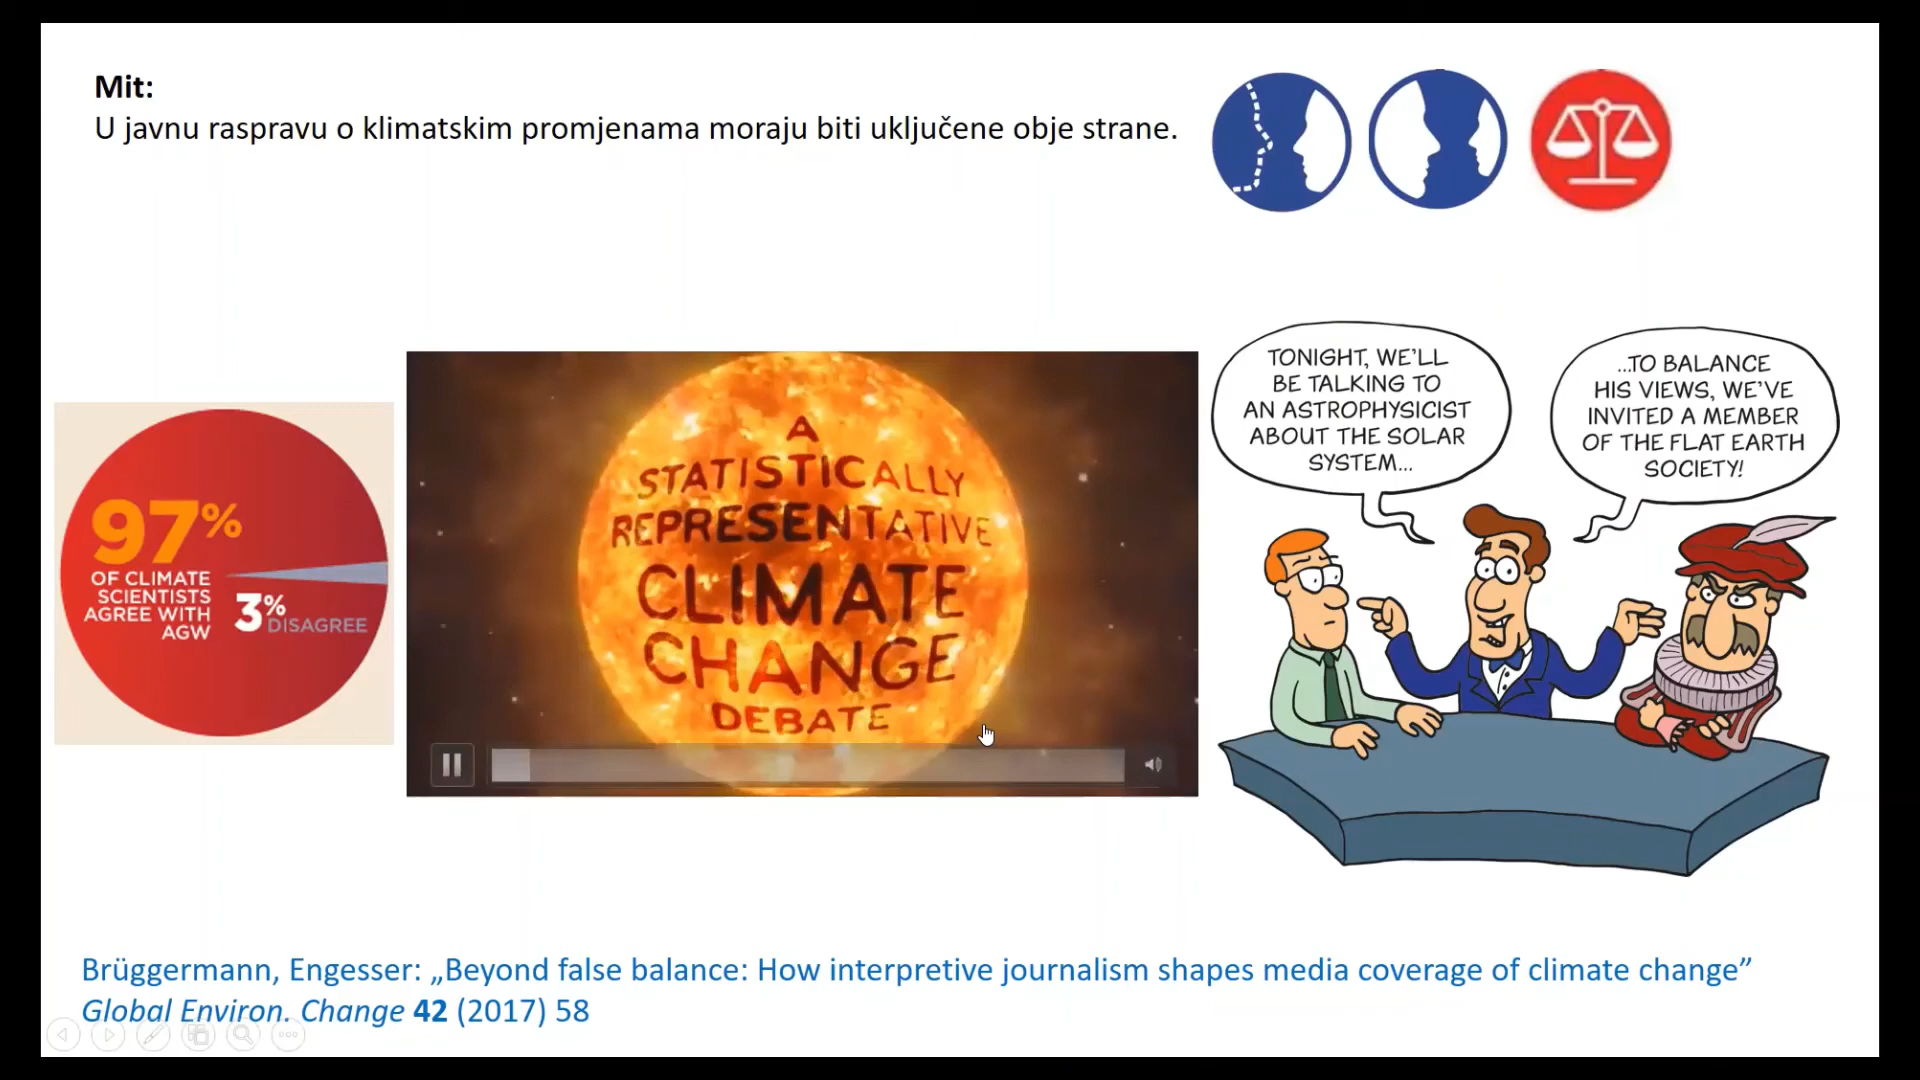 Mit:
U javnu raspravu o klimatskim promjenama moraju biti uključene obje strane.
97%
OF CLIMATE
SCIENTISTS
AGREE WITH
AGW
3%
DISAGREE
A
STATISTICALLY
REPRESENTATIVE
CLIMATE
CHANGE
DEBATE
TONIGHT, WE'LL
BE TALKING TO
AN ASTROPHYSICIST
ABOUT THE SOLAR
SYSTEM...
...TO BALANCE
HIS VIEWS, WE'VE
INVITED A MEMBER
OF THE FLAT EARTH
SOCIETY!
Brüggermann, Engesser: „Beyond false balance: How interpretive journalism shapes media coverage of climate change”
Global Environ. Change 42 (2017) 58